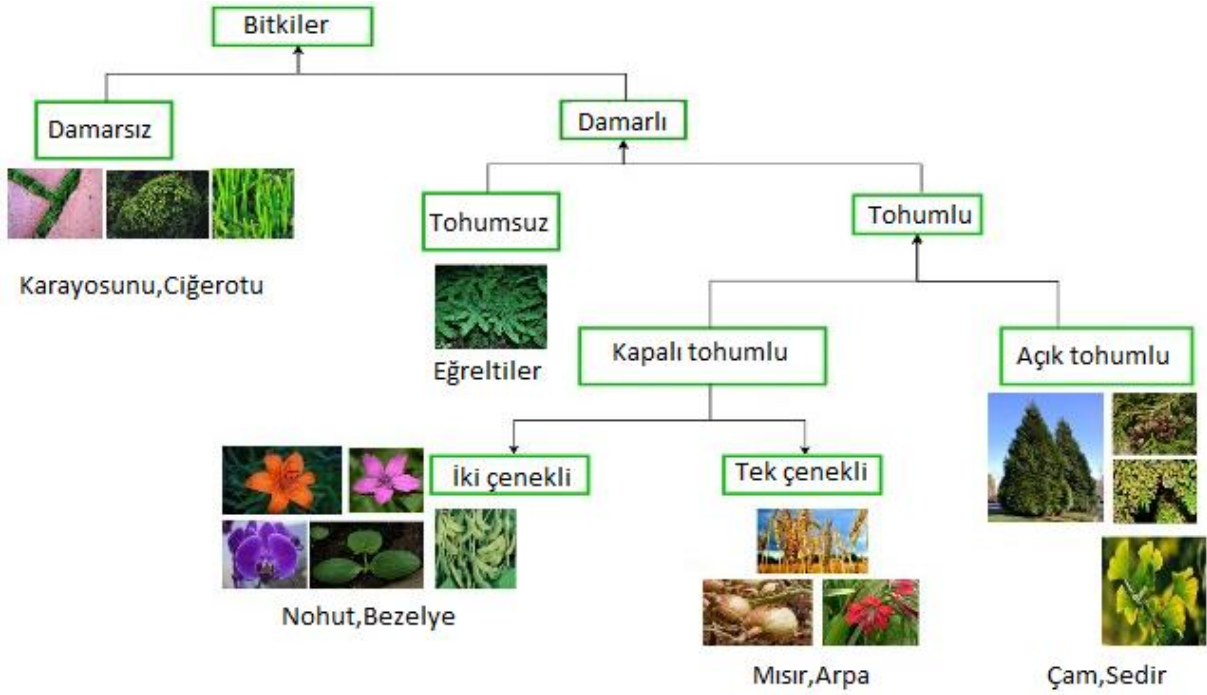 Bitkiler
Damarsız
Damarlı
Karayosunu,Ciğerotu
Tohumsuz
Tohumlu
Eğreltiler
Kapalı tohumlu
Açık tohumlu
İki çenekli
Tek çenekli
Nohut,Bezelye
Mısır,Arpa
Çam,Sedir